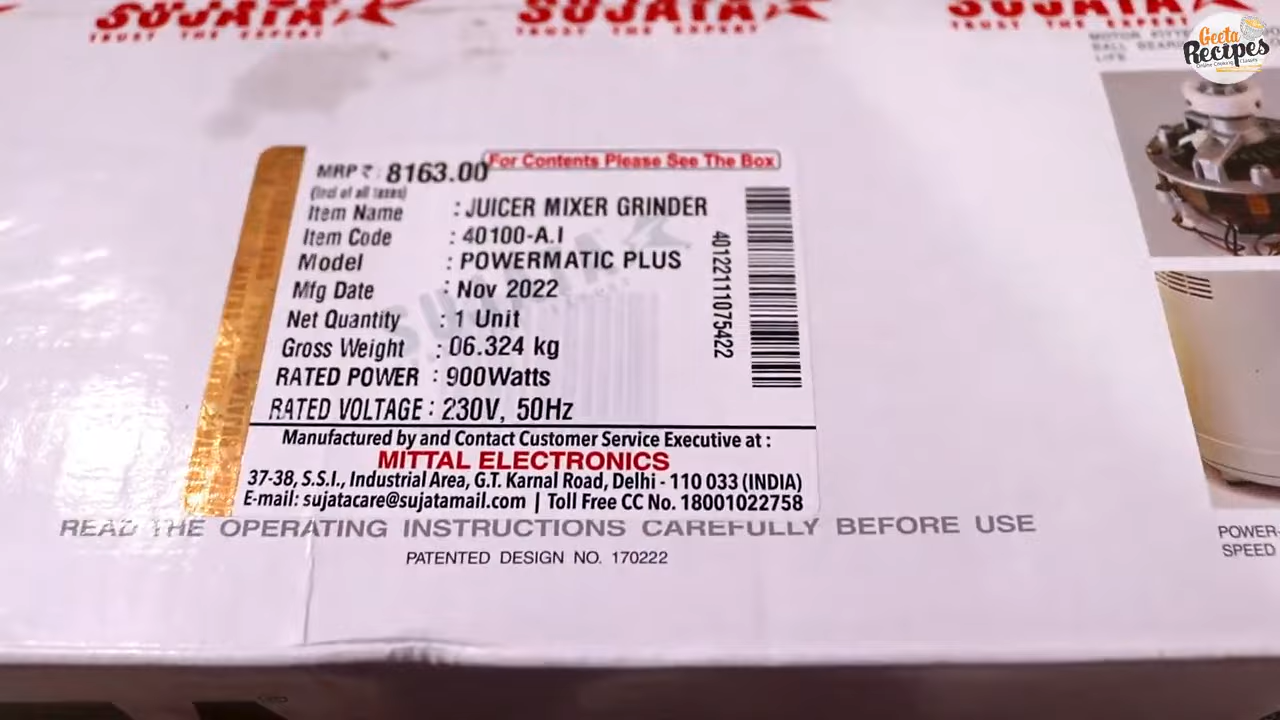 SUJATA SUJATA SUJATA
TRUST THE EXPERT TRUST THE EXPERT TRUST THE EXPERT
Geeta
Recipes
Online Cooking Classes
MOTOR FITTED
BALL BEARING
LIFE
For Contents Please See The Box
MRP ₹ : 8163.00
(Incl of all taxes)
Item Name : JUICER MIXER GRINDER
Item Code : 40100-A.I
Model : POWERMATIC PLUS
Mfg Date : Nov 2022
Net Quantity : 1 Unit
Gross Weight : 06.324 kg
RATED POWER : 900Watts
RATED VOLTAGE : 230V, 50Hz
401221111075422
Manufactured by and Contact Customer Service Executive at :
MITTAL ELECTRONICS
37-38, S.S.I., Industrial Area, G.T. Karnal Road, Delhi - 110 033 (INDIA)
E-mail: sujatacare@sujatamail.com | Toll Free CC No. 18001022758
READ THE OPERATING INSTRUCTIONS CAREFULLY BEFORE USE
PATENTED DESIGN NO. 170222
POWER-
SPEED